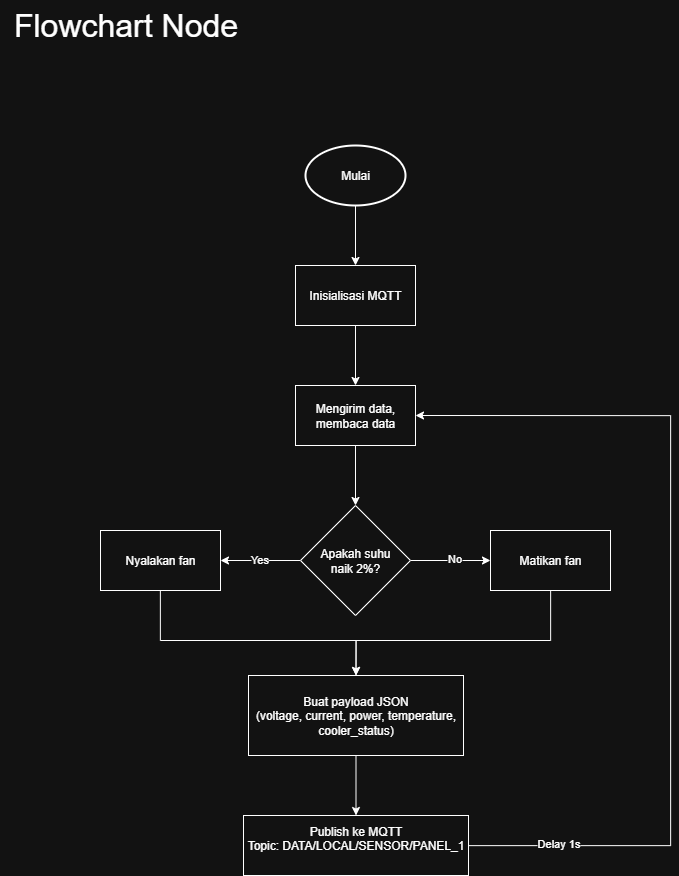 Flowchart Node
Mulai
Inisialisasi MQTT
Mengirim data,
membaca data
Apakah suhu
naik 2%?
Yes
No
Nyalakan fan
Matikan fan
Buat payload JSON
(voltage, current, power, temperature,
cooler_status)
Publish ke MQTT
Topic: DATA/LOCAL/SENSOR/PANEL_1
Delay 1s